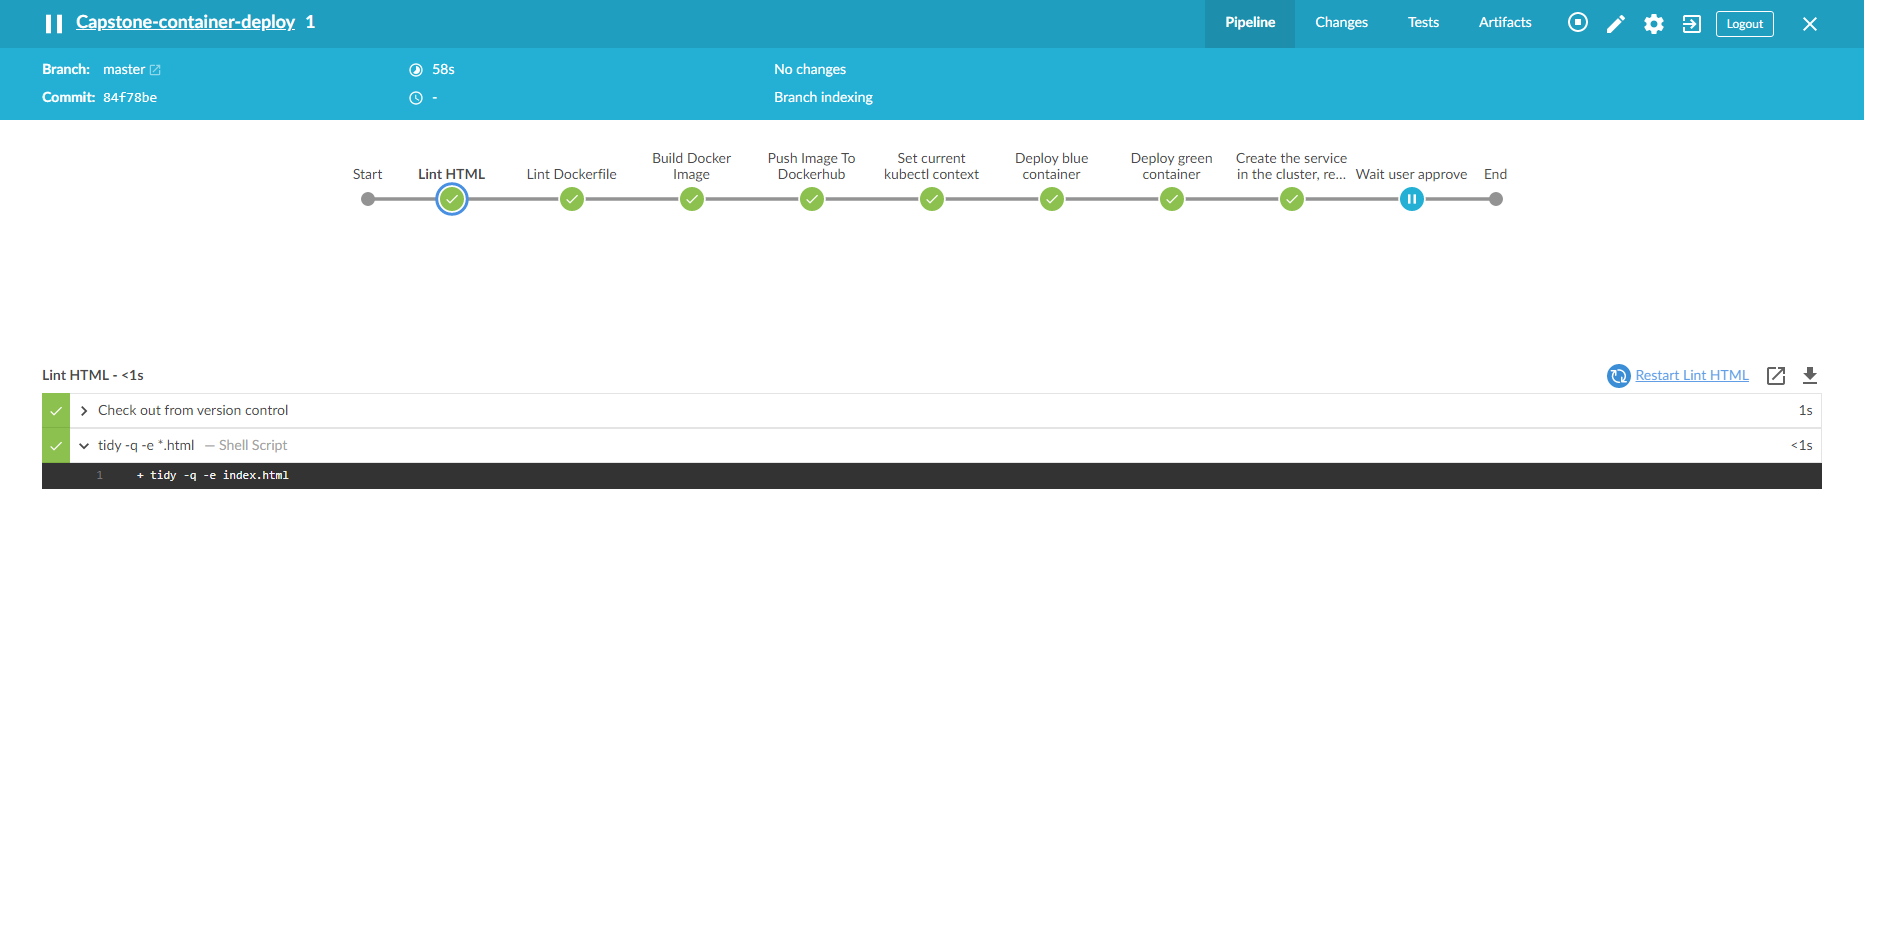 Capstone-container-deploy 1
Pipeline Changes Tests Artifacts Logout
Branch: master 58s No changes
Commit: 84f78be - Branch indexing
Start
Lint HTML
Lint Dockerfile
Build Docker
Image
Push Image To
Dockerhub
Set current
kubectl context
Deploy blue
container
Deploy green
container
Create the service
in the cluster, re...
Wait user approve
End
Lint HTML - <1s
Restart Lint HTML
Check out from version control 1s
tidy -q -e *.html — Shell Script <1s
1 + tidy -q -e index.html